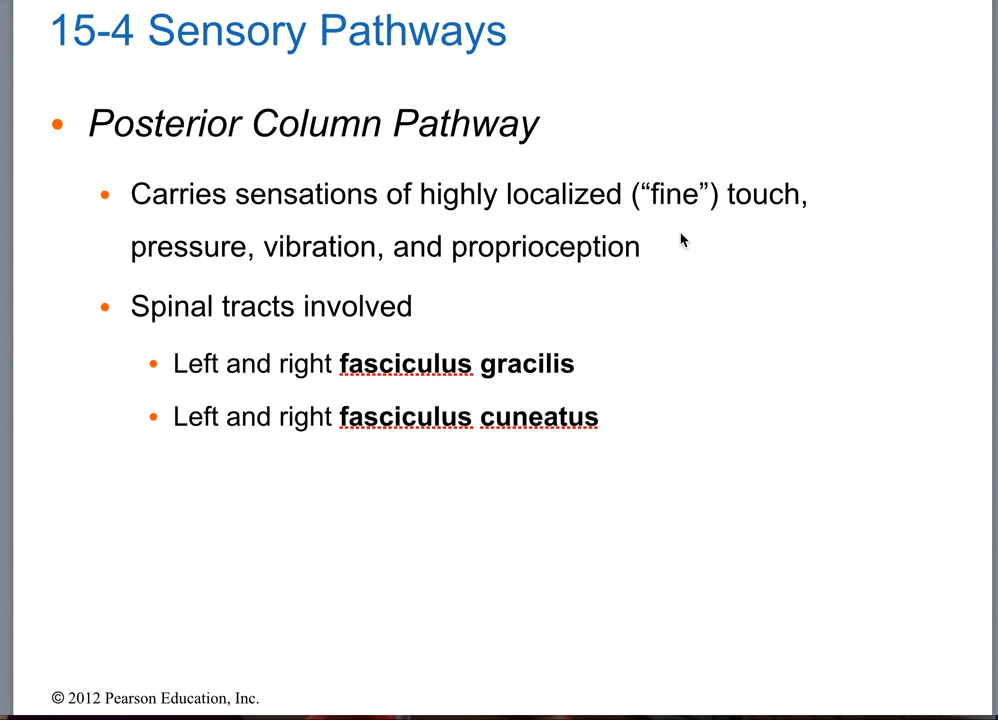 15-4 Sensory Pathways
• Posterior Column Pathway
• Carries sensations of highly localized (“fine”) touch,
pressure, vibration, and proprioception
• Spinal tracts involved
• Left and right fasciculus gracilis
• Left and right fasciculus cuneatus
© 2012 Pearson Education, Inc.